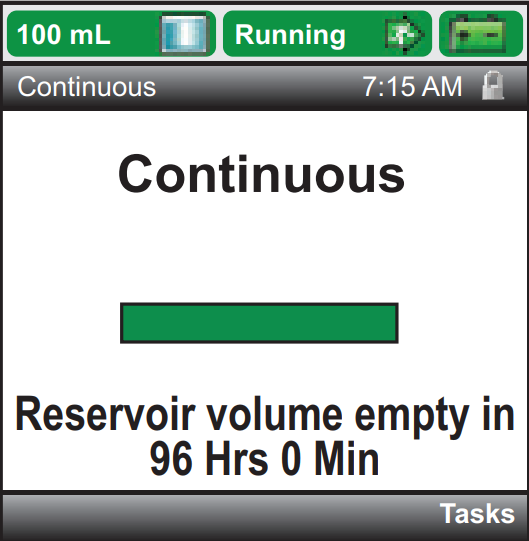 100 mL
Running
Continuous
7:15 AM
Continuous
Reservoir volume empty in
96 Hrs 0 Min
Tasks